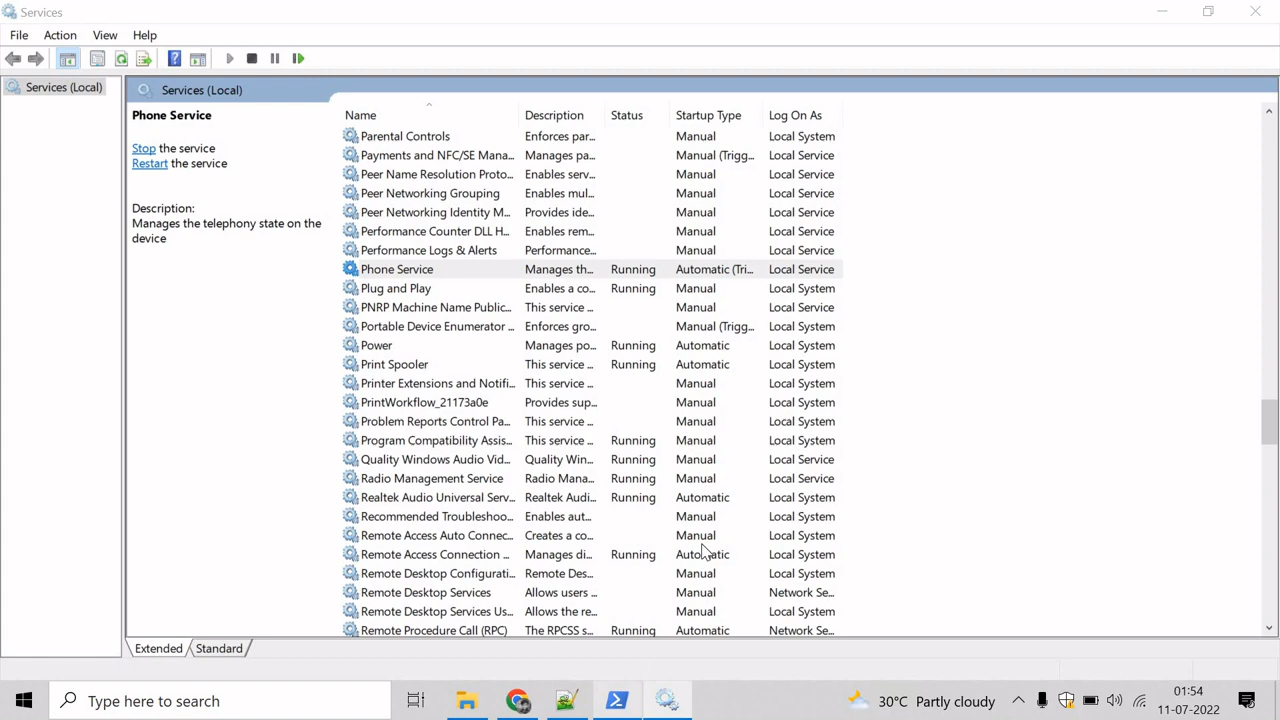 Services
File Action View Help
Services (Local)
Services (Local)
Phone Service
Stop the service
Restart the service
Description:
Manages the telephony state on the
device
Name Description Status Startup Type Log On As
Parental Controls Enforces par... Manual Local System
Payments and NFC/SE Mana... Manages pa... Manual (Trigg... Local Service
Peer Name Resolution Proto... Enables serv... Manual Local Service
Peer Networking Grouping Enables mul... Manual Local Service
Peer Networking Identity M... Provides ide... Manual Local Service
Performance Counter DLL H... Enables rem... Manual Local Service
Performance Logs & Alerts Performance... Manual Local Service
Phone Service Manages th... Running Automatic (Tri... Local Service
Plug and Play Enables a co... Running Manual Local System
PNRP Machine Name Public... This service ... Manual Local Service
Portable Device Enumerator ... Enforces gro... Manual (Trigg... Local System
Power Manages po... Running Automatic Local System
Print Spooler This service ... Running Automatic Local System
Printer Extensions and Notifi... This service ... Manual Local System
PrintWorkflow_21173a0e Provides sup... Manual Local System
Problem Reports Control Pa... This service ... Manual Local System
Program Compatibility Assis... This service ... Running Manual Local System
Quality Windows Audio Vid... Quality Win... Running Manual Local Service
Radio Management Service Radio Mana... Running Manual Local Service
Realtek Audio Universal Serv... Realtek Audi... Running Automatic Local System
Recommended Troubleshoo... Enables aut... Manual Local System
Remote Access Auto Connec... Creates a co... Manual Local System
Remote Access Connection ... Manages di... Running Automatic Local System
Remote Desktop Configurati... Remote Des... Manual Local System
Remote Desktop Services Allows users ... Manual Network Se...
Remote Desktop Services Us... Allows the re... Manual Local System
Remote Procedure Call (RPC) The RPCSS s... Running Automatic Network Se...
Extended Standard
Type here to search
30°C Partly cloudy
01:54
11-07-2022